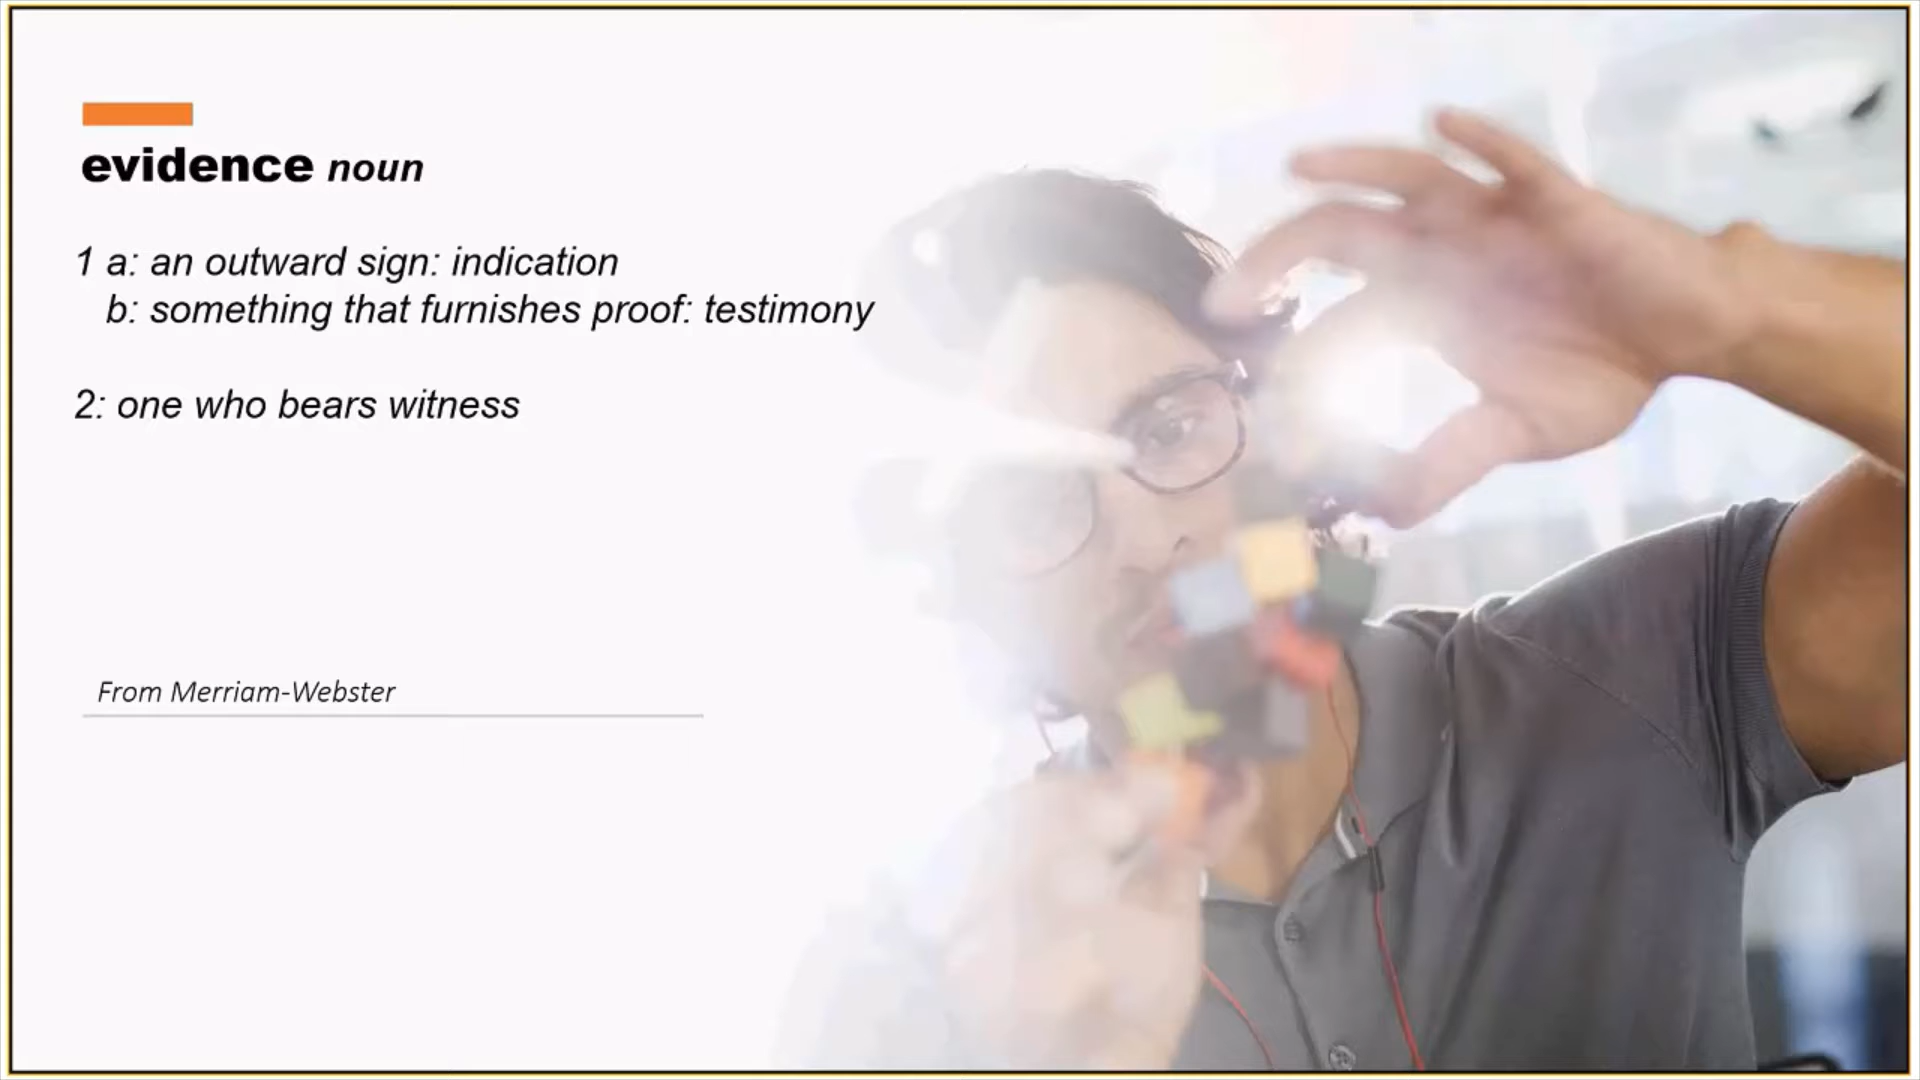 evidence noun
1 a: an outward sign: indication
b: something that furnishes proof: testimony
2: one who bears witness
From Merriam-Webster